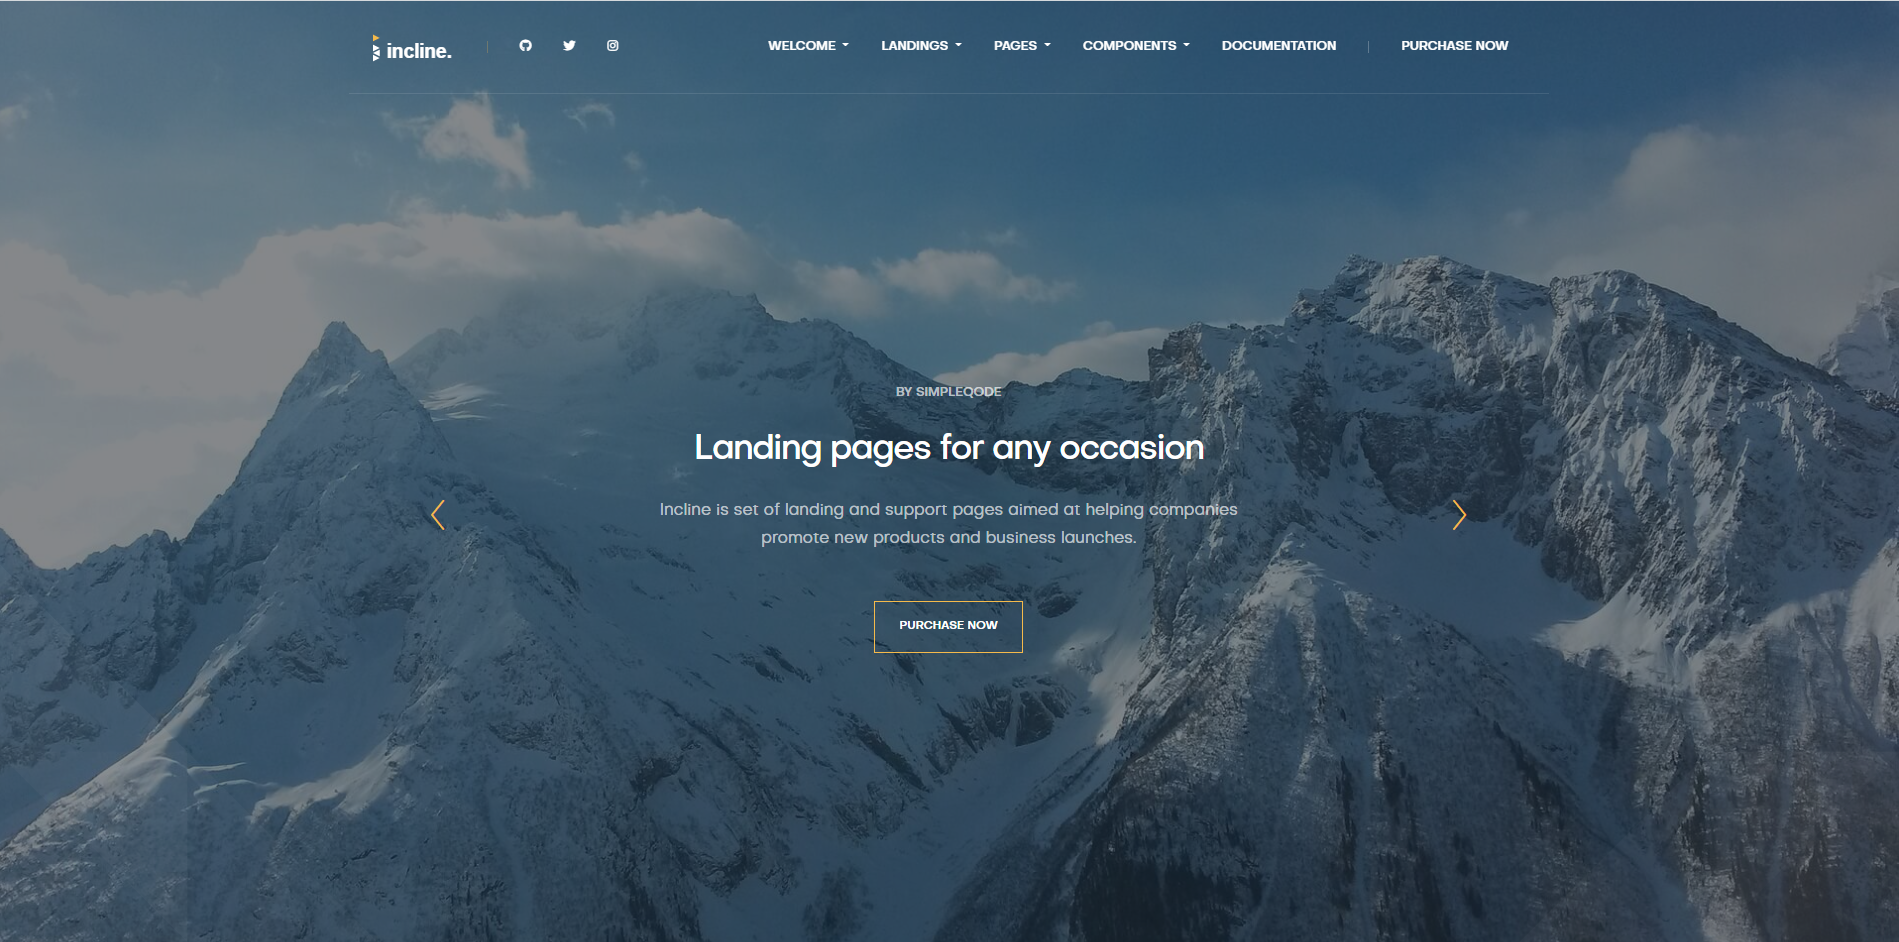 incline.
WELCOME LANDINGS PAGES COMPONENTS DOCUMENTATION PURCHASE NOW
BY SIMPLEQODE
Landing pages for any occasion
Incline is set of landing and support pages aimed at helping companies
promote new products and business launches.
PURCHASE NOW